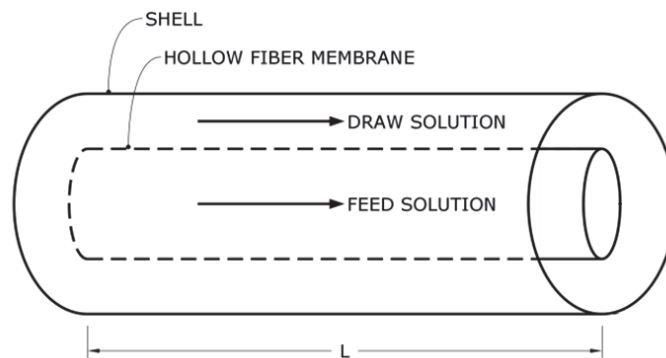 SHELL
HOLLOW FIBER MEMBRANE
DRAW SOLUTION
FEED SOLUTION
L